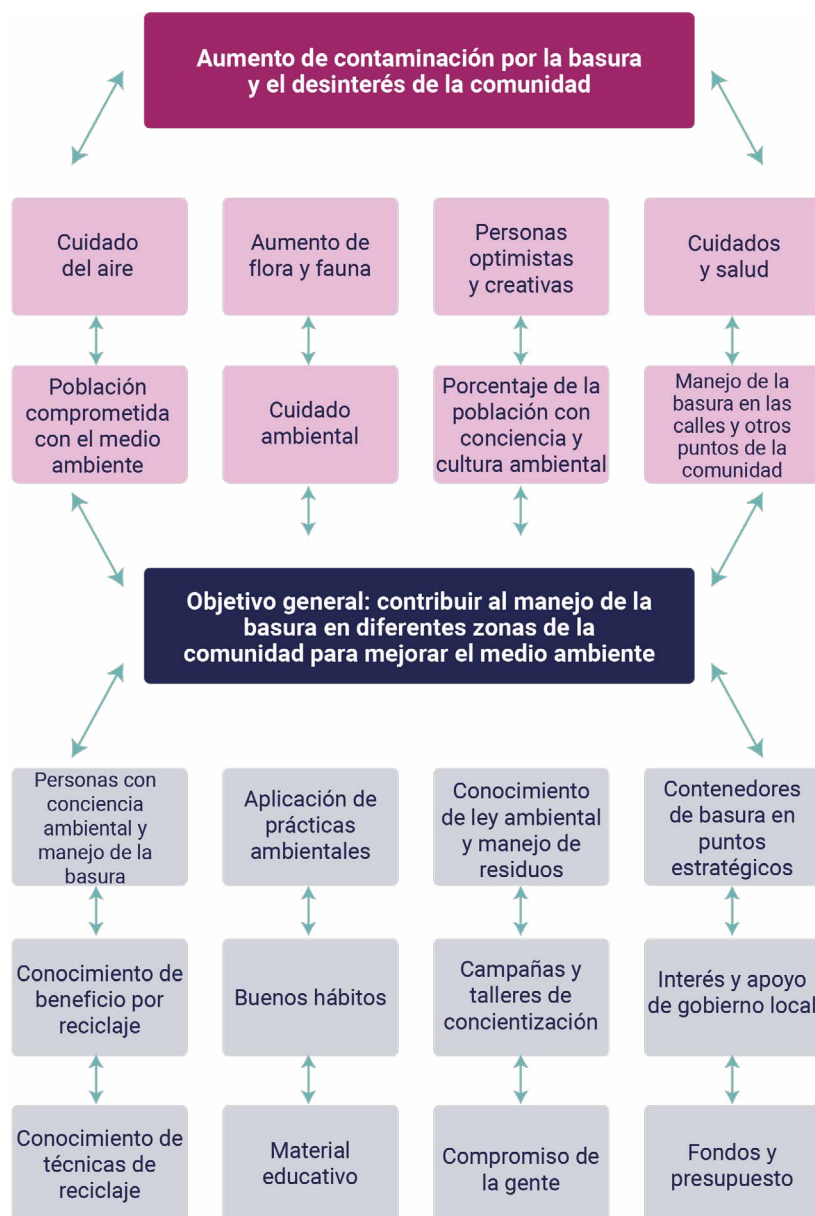 Aumento de contaminación por la basura
y el desinterés de la comunidad
Cuidado
del aire
Aumento de
flora y fauna
Personas
optimistas
y creativas
Cuidados
y salud
Población
comprometida
con el medio
ambiente
Cuidado
ambiental
Porcentaje de la
población con
conciencia y
cultura ambiental
Manejo de la
basura en las
calles y otros
puntos de la
comunidad
Objetivo general: contribuir al manejo de la
basura en diferentes zonas de la
comunidad para mejorar el medio ambiente
Personas con
conciencia
ambiental y
manejo de la
basura
Aplicación de
prácticas
ambientales
Conocimiento
de ley ambiental
y manejo de
residuos
Contenedores
de basura en
puntos
estratégicos
Conocimiento de
beneficio por
reciclaje
Buenos hábitos
Campañas y
talleres de
concientización
Interés y apoyo
de gobierno local
Conocimiento de
técnicas de
reciclaje
Material
educativo
Compromiso de
la gente
Fondos y
presupuesto